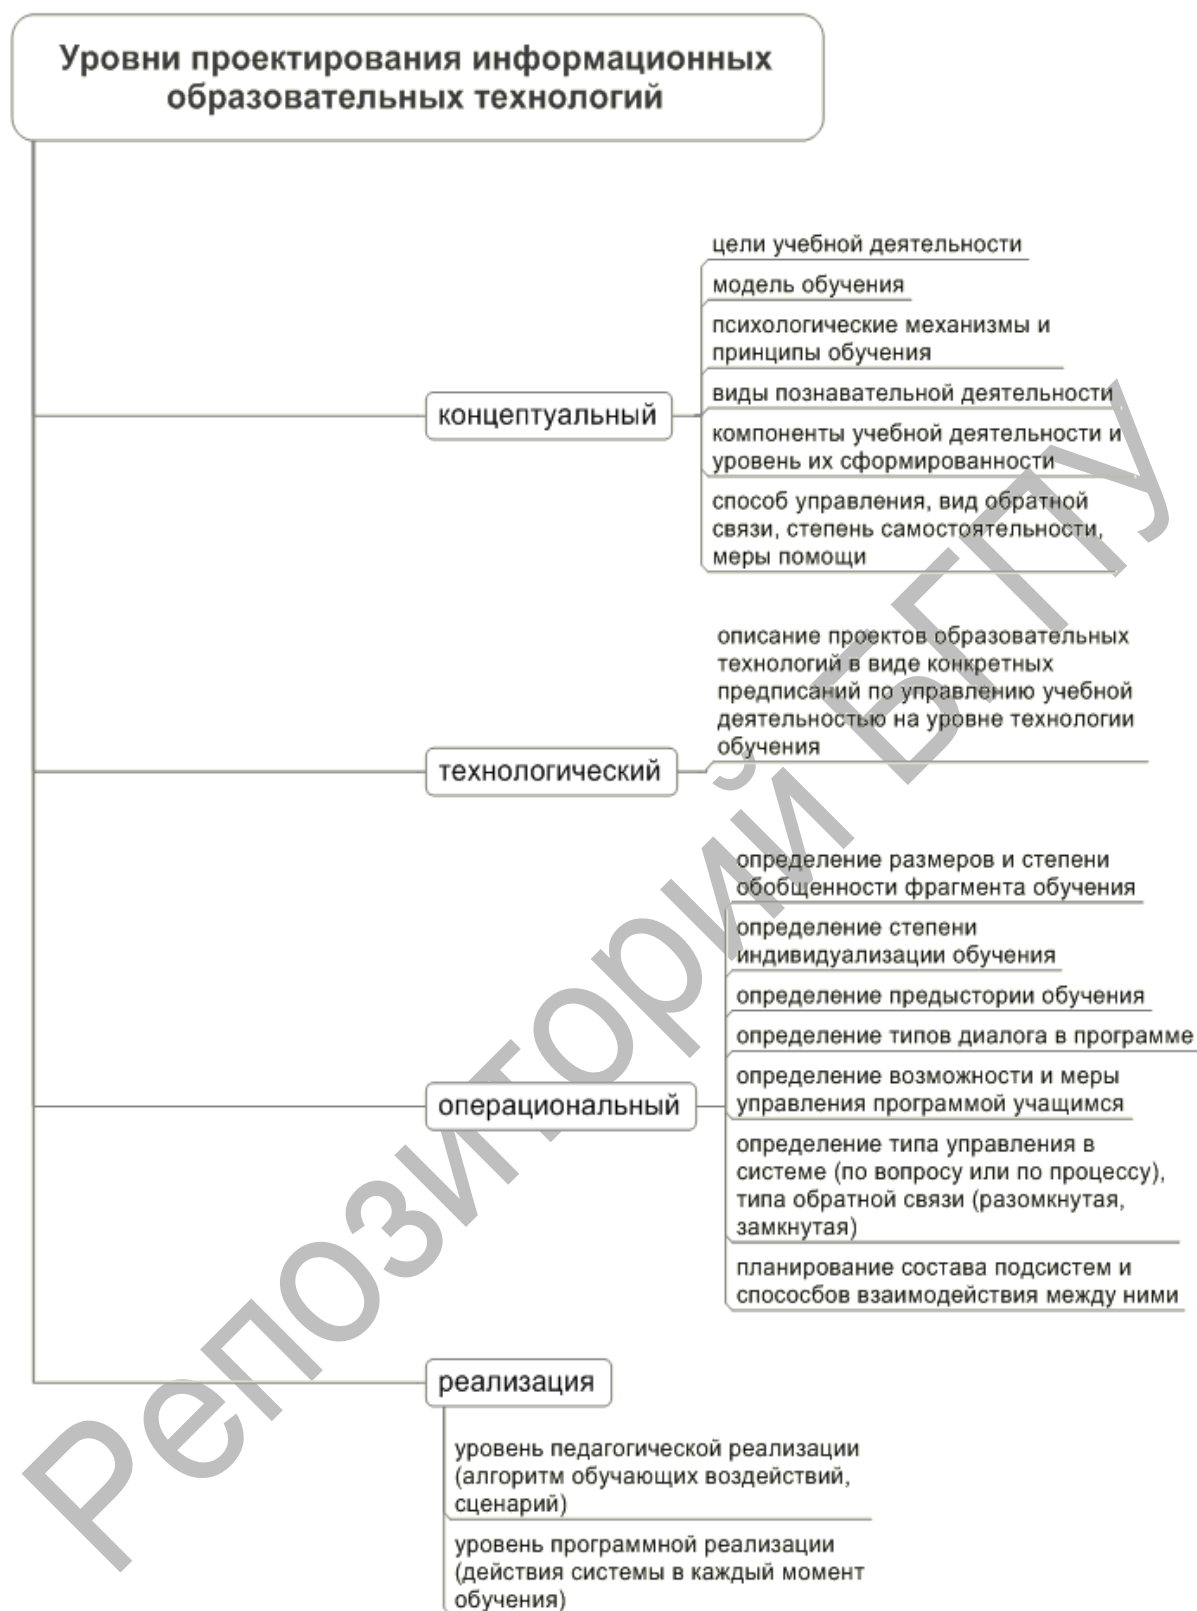 Уровни проектирования информационных
образовательных технологий
концептуальный
цели учебной деятельности
модель обучения
психологические механизмы и
принципы обучения
виды познавательной деятельности
компоненты учебной деятельности и
уровень их сформированности
способ управления, вид обратной
связи, степень самостоятельности,
меры помощи
технологический
описание проектов образовательных
технологий в виде конкретных
предписаний по управлению учебной
деятельностью на уровне технологии
обучения
операциональный
определение размеров и степени
обобщенности фрагмента обучения
определение степени
индивидуализации обучения
определение предыстории обучения
определение типов диалога в программе
определение возможности и меры
управления программой учащимся
определение типа управления в
системе (по вопросу или по процессу),
типа обратной связи (разомкнутая,
замкнутая)
планирование состава подсистем и
спососбов взаимодействия между ними
реализация
уровень педагогической реализации
(алгоритм обучающих воздействий,
сценарий)
уровень программной реализации
(действия системы в каждый момент
обучения)
Репозиторий БГПУ